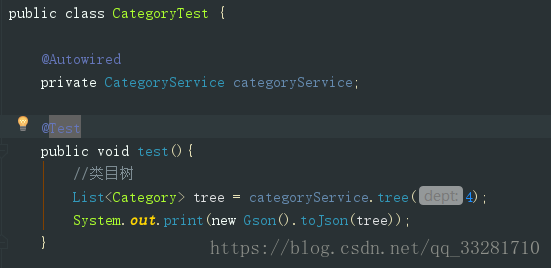 public class CategoryTest {
@Autowired
private CategoryService categoryService;
@Test
public void test(){
//类目树
List<Category> tree = categoryService.tree( dept: 4);
System.out.print(new Gson().toJson(tree));
}
https://blog.csdn.net/qq_33281710